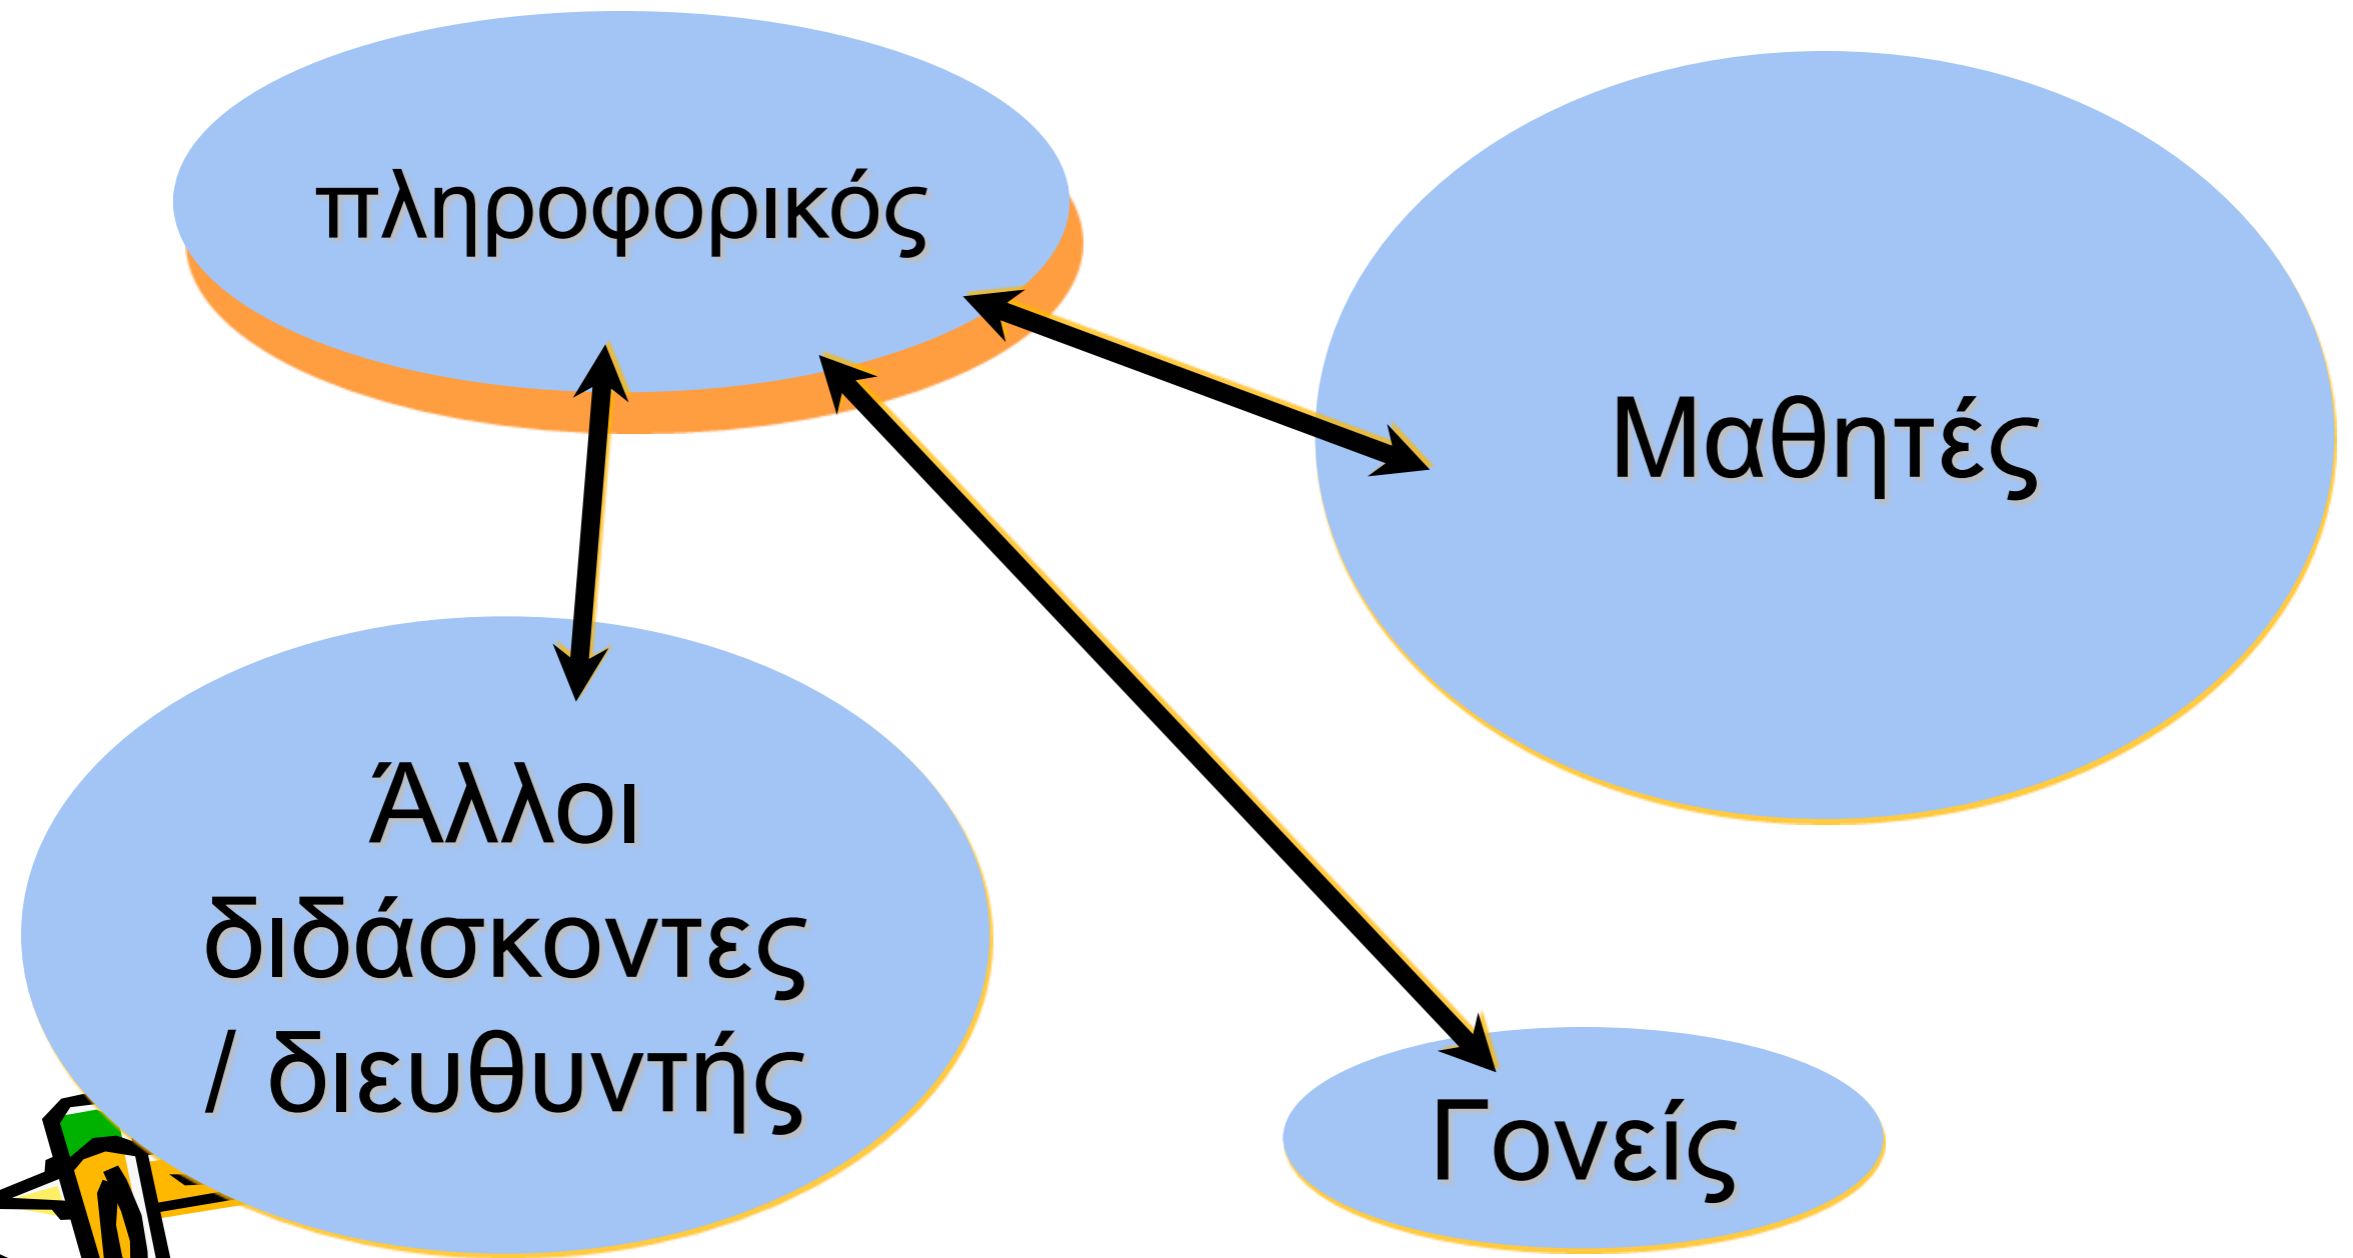 πληροφορικός
Μαθητές
Άλλοι
διδάσκοντες
/ διευθυντής
Γονείς